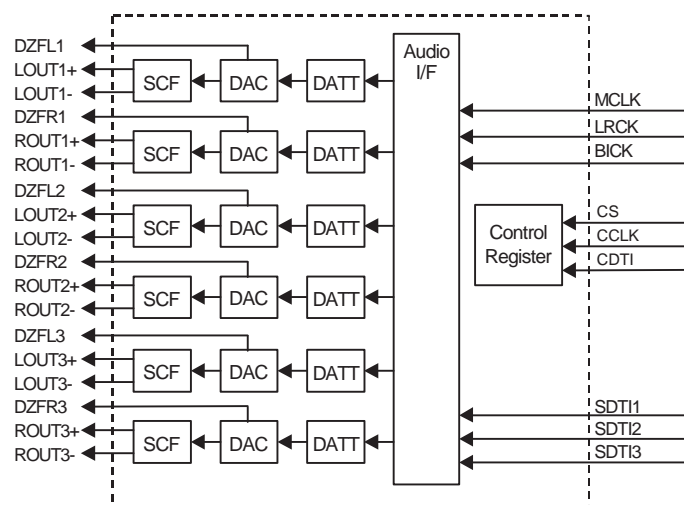 DZFL1
LOUT1+
LOUT1-
SCF
DAC
DATT
DZFR1
ROUT1+
ROUT1-
SCF
DAC
DATT
DZFL2
LOUT2+
LOUT2-
SCF
DAC
DATT
DZFR2
ROUT2+
ROUT2-
SCF
DAC
DATT
DZFL3
LOUT3+
LOUT3-
SCF
DAC
DATT
DZFR3
ROUT3+
ROUT3-
SCF
DAC
DATT
Audio
I/F
MCLK
LRCK
BICK
Control
Register
CS
CCLK
CDTI
SDTI1
SDTI2
SDTI3